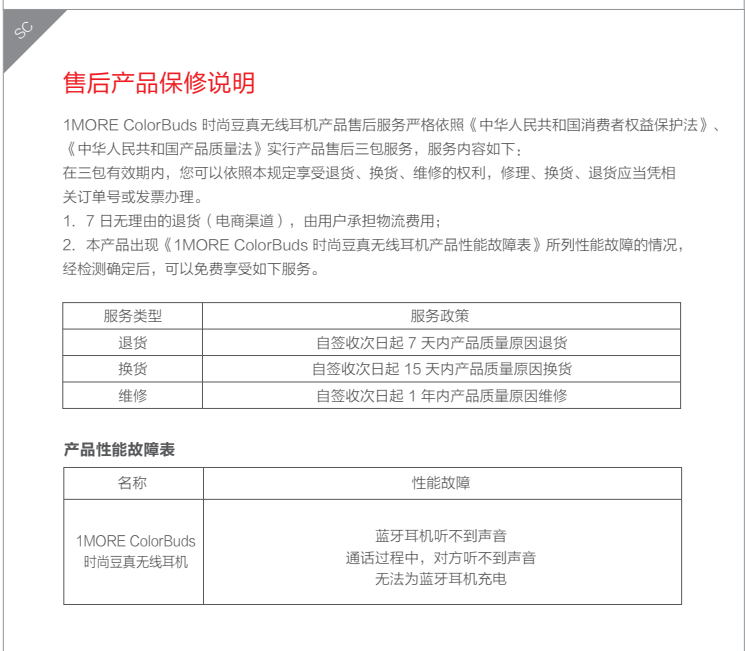 SC
售后产品保修说明
1MORE ColorBuds 时尚豆真无线耳机产品售后服务严格依照《中华人民共和国消费者权益保护法》、
《中华人民共和国产品质量法》实行产品售后三包服务，服务内容如下；
在三包有效期内，您可以依照本规定享受退货、换货、维修的权利，修理、换货、退货应当凭相
关订单号或发票办理。
1. 7 日无理由的退货（电商渠道），由用户承担物流费用；
2. 本产品出现《1MORE ColorBuds 时尚豆真无线耳机产品性能故障表》所列性能故障的情况，
经检测确定后，可以免费享受如下服务。
服务类型 服务政策
退货 自签收次日起 7 天内产品质量原因退货
换货 自签收次日起 15 天内产品质量原因换货
维修 自签收次日起 1 年内产品质量原因维修
产品性能故障表
名称 性能故障
1MORE ColorBuds
时尚豆真无线耳机
蓝牙耳机听不到声音
通话过程中，对方听不到声音
无法为蓝牙耳机充电